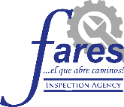 fares
...el que abre caminos!
INSPECTION AGENCY